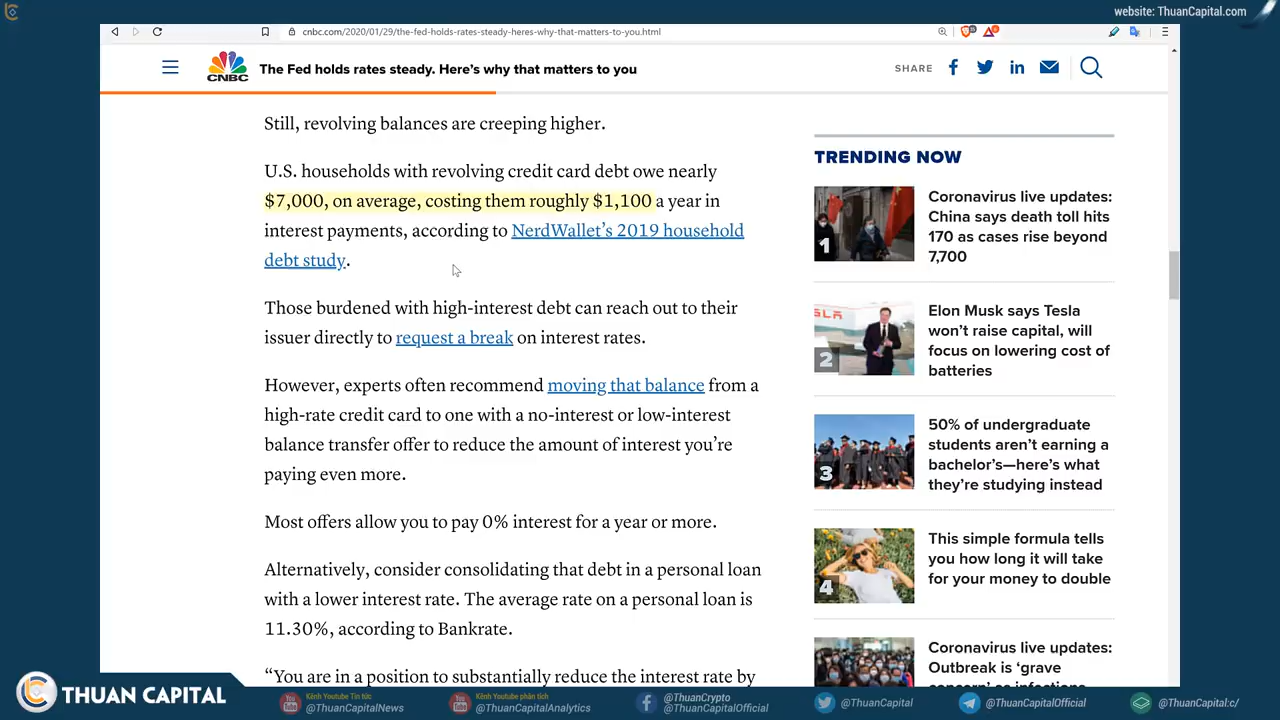 website: ThuanCapital.com
cnbc.com/2020/01/29/the-fed-holds-rates-steady-heres-why-that-matters-to-you.html
CNBC
The Fed holds rates steady. Here's why that matters to you
SHARE
Still, revolving balances are creeping higher.
U.S. households with revolving credit card debt owe nearly
$7,000, on average, costing them roughly $1,100 a year in
interest payments, according to NerdWallet's 2019 household
debt study.
Those burdened with high-interest debt can reach out to their
issuer directly to request a break on interest rates.
However, experts often recommend moving that balance from a
high-rate credit card to one with a no-interest or low-interest
balance transfer offer to reduce the amount of interest you're
paying even more.
Most offers allow you to pay 0% interest for a year or more.
Alternatively, consider consolidating that debt in a personal loan
with a lower interest rate. The average rate on a personal loan is
11.30%, according to Bankrate.
“You are in a position to substantially reduce the interest rate by
TRENDING NOW
1
Coronavirus live updates:
China says death toll hits
170 as cases rise beyond
7,700
2
Elon Musk says Tesla
won't raise capital, will
focus on lowering cost of
batteries
3
50% of undergraduate
students aren't earning a
bachelor's—here's what
they're studying instead
4
This simple formula tells
you how long it will take
for your money to double
Coronavirus live updates:
Outbreak is 'grave
THUAN CAPITAL
Kênh Youtube Tin tức
@ThuanCapitalNews
Kênh Youtube phân tích
@ThuanCapitalAnalytics
@ThuanCrypto
@ThuanCapitalOfficial
@ThuanCapital
@ThuanCapitalOfficial
@ThuanCapital:c/